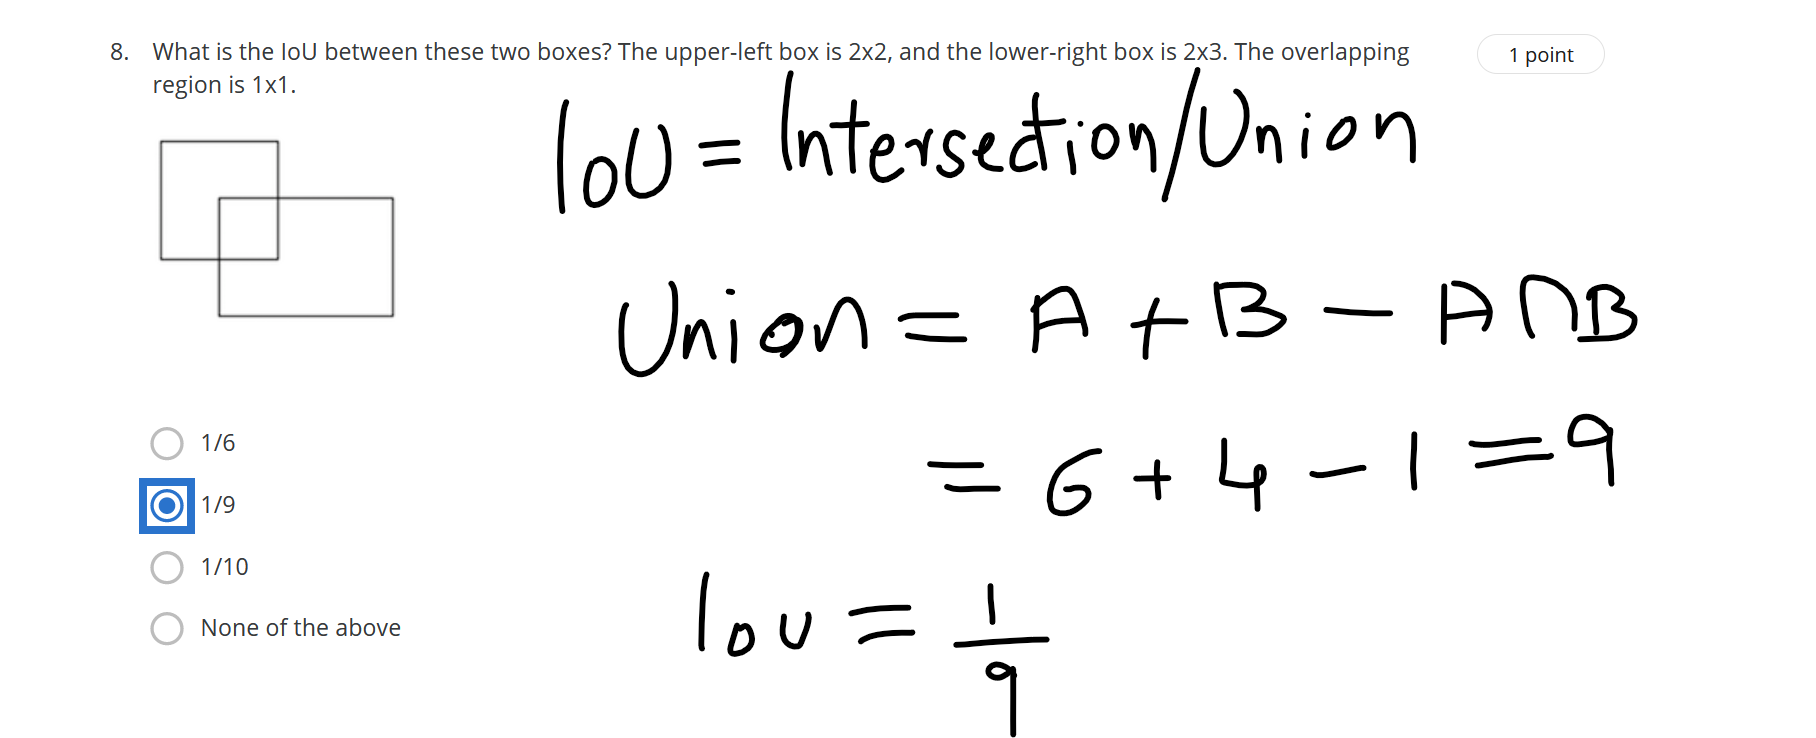 8. What is the IoU between these two boxes? The upper-left box is 2x2, and the lower-right box is 2x3. The overlapping
region is 1x1.
1 point
IoU = Intersection/Union
Union = A + B - A∩B
= 6 + 4 - 1 = 9
1/6
1/9
1/10
None of the above
IoU = 1/9